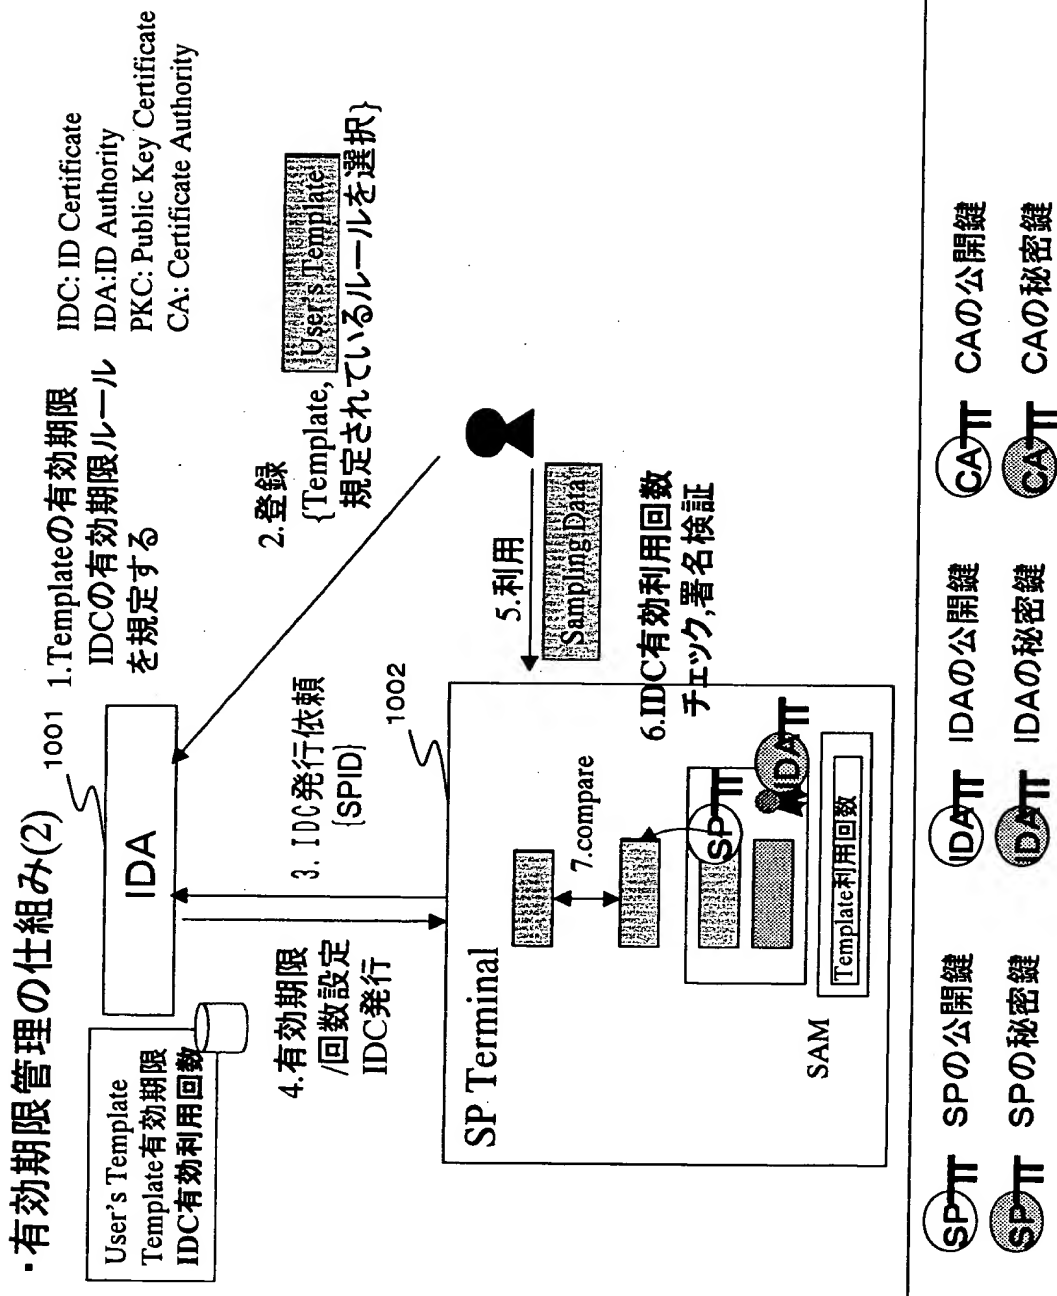 ・有効期限管理の仕組み(2)
IDC: ID Certificate
IDA:ID Authority
PKC: Public Key Certificate
CA: Certificate Authority
1.Templateの有効期限
IDCの有効期限ルール
を規定する
1001
IDA
User's Template
Template有効期限
IDC有効利用回数
2.登録
{Template, User's Template,
規定されているルールを選択}
3. IDC発行依頼
{SPID}
4.有効期限
/回数設定
IDC発行
1002
5.利用
Sampling Data
SP Terminal
6.IDC有効利用回数
チェック,署名検証
7.compare
SP
IDA
SAM
Template利用回数
SP SPの公開鍵
IDA IDAの公開鍵
CA CAの公開鍵
SP SPの秘密鍵
IDA IDAの秘密鍵
CA CAの秘密鍵